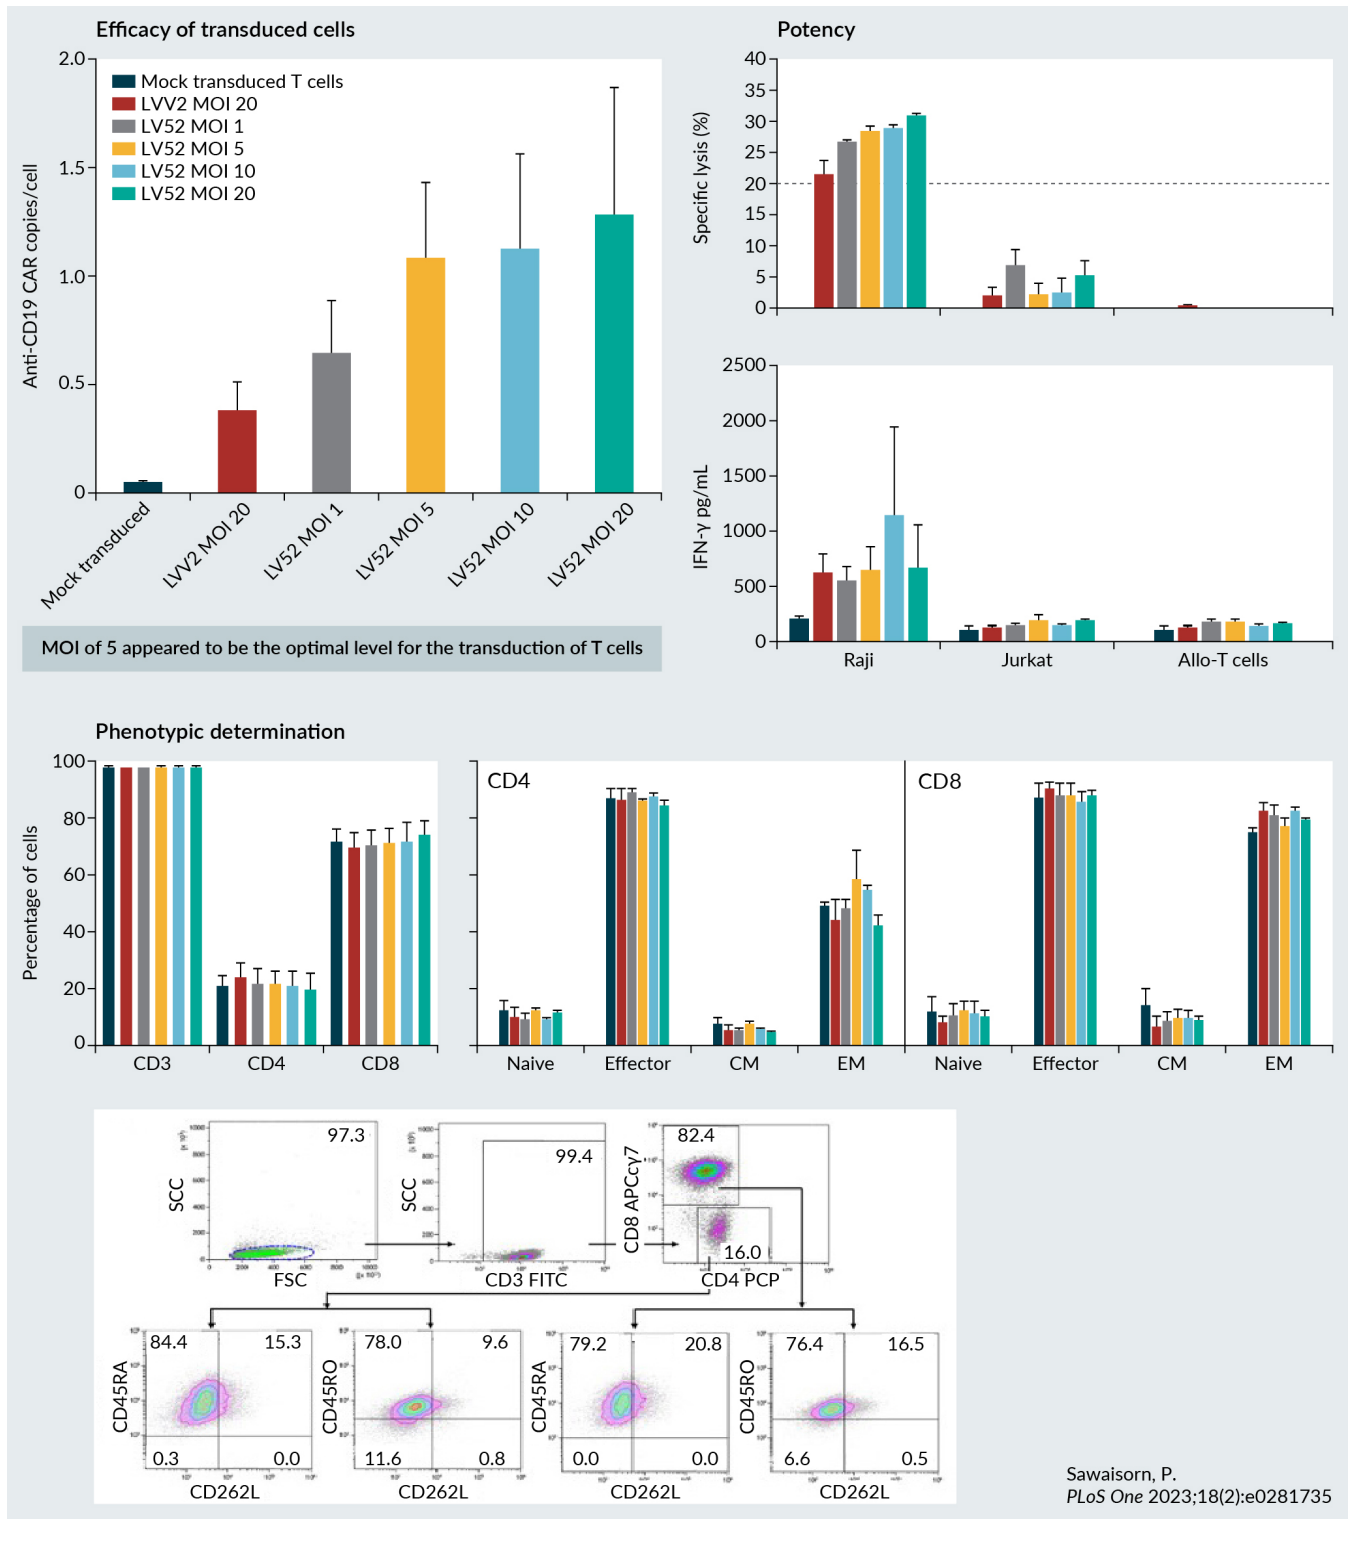 Efficacy of transduced cells
2.0
1.5
1.0
0.5
0
Anti-CD19 CAR copies/cell
Mock transduced T cells
LVV2 MOI 20
LV52 MOI 1
LV52 MOI 5
LV52 MOI 10
LV52 MOI 20
Mock transduced
LVV2 MOI 20
LV52 MOI 1
LV52 MOI 5
LV52 MOI 10
LV52 MOI 20
MOI of 5 appeared to be the optimal level for the transduction of T cells
Potency
40
35
30
25
20
15
10
5
0
Specific lysis (%)
2500
2000
1500
1000
500
0
IFN-γ pg/mL
Raji
Jurkat
Allo-T cells
Phenotypic determination
100
80
60
40
20
0
Percentage of cells
CD3
CD4
CD8
CD4
Naive
Effector
CM
EM
CD8
Naive
Effector
CM
EM
97.3
SCC
FSC
99.4
SCC
CD3 FITC
82.4
16.0
CD8 APCcy7
CD4 PCP
84.4
15.3
0.3
0.0
CD45RA
CD262L
78.0
9.6
11.6
0.8
CD45RO
CD262L
79.2
20.8
0.0
0.0
CD45RA
CD262L
76.4
16.5
6.6
0.5
CD45RO
CD262L
Sawaisorn, P.
PLoS One 2023;18(2):e0281735